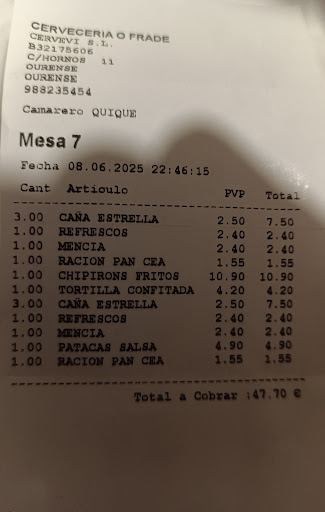 CERVECERIA O FRADE
CERVEVI S.L.
B32175606
C/HORNOS 11
OURENSE
OURENSE
988235454
Camarero QUIQUE
Mesa 7
Fecha 08.06.2025 22:46:15
Cant Artículo PVP Total
3.00 CAÑA ESTRELLA 2.50 7.50
1.00 REFRESCOS 2.40 2.40
1.00 MENCIA 2.40 2.40
1.00 RACION PAN CEA 1.55 1.55
1.00 CHIPIRONS FRITOS 10.90 10.90
1.00 TORTILLA CONFITADA 4.20 4.20
3.00 CAÑA ESTRELLA 2.50 7.50
1.00 REFRESCOS 2.40 2.40
1.00 MENCIA 2.40 2.40
1.00 PATACAS SALSA 4.90 4.90
1.00 RACION PAN CEA 1.55 1.55
Total a Cobrar :47.70 €